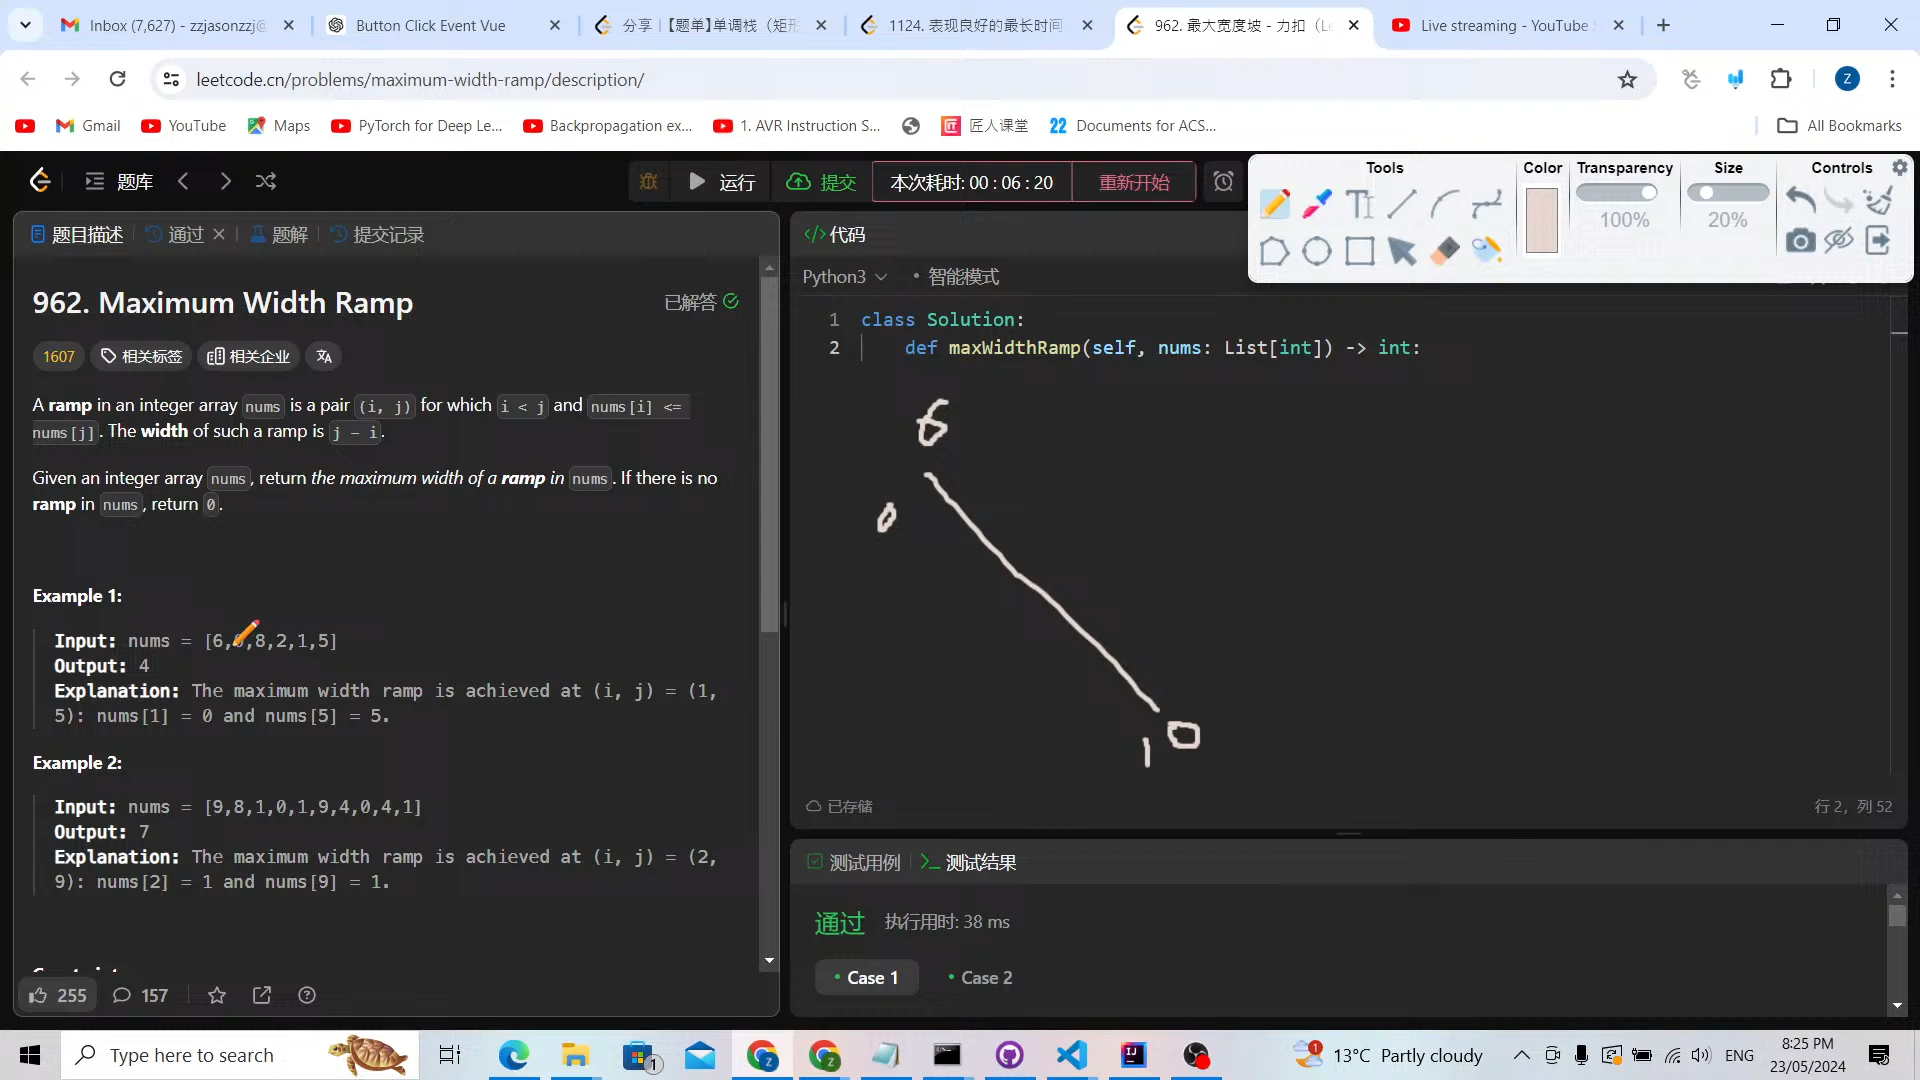 Inbox (7,627) - zzjasonzzj@
Button Click Event Vue
分享丨【题单】单调栈（矩形
1124. 表现良好的最长时间
962. 最大宽度坡 - 力扣（Le
Live streaming - YouTube S
leetcode.cn/problems/maximum-width-ramp/description/
Z
Gmail
YouTube
Maps
PyTorch for Deep Le...
Backpropagation ex...
1. AVR Instruction S...
匠人课堂
22 Documents for ACS...
All Bookmarks
题库
运行
提交
本次耗时: 00 : 06 : 20
重新开始
Tools
Color
Transparency
Size
Controls
100%
20%
题目描述
通过
题解
提交记录
962. Maximum Width Ramp
已解答
1607
相关标签
相关企业
A ramp in an integer array nums is a pair (i, j) for which i < j and nums[i] <=
nums[j]. The width of such a ramp is j - i.
Given an integer array nums, return the maximum width of a ramp in nums. If there is no
ramp in nums, return 0.
Example 1:
Input: nums = [6,0,8,2,1,5]
Output: 4
Explanation: The maximum width ramp is achieved at (i, j) = (1,
5): nums[1] = 0 and nums[5] = 5.
Example 2:
Input: nums = [9,8,1,0,1,9,4,0,4,1]
Output: 7
Explanation: The maximum width ramp is achieved at (i, j) = (2,
9): nums[2] = 1 and nums[9] = 1.
255
157
</>代码
Python3
• 智能模式
1 class Solution:
2 def maxWidthRamp(self, nums: List[int]) -> int:
6
0
1
0
已存储
行 2，列 52
测试用例
测试结果
通过
执行用时: 38 ms
• Case 1
• Case 2
Type here to search
1
13°C Partly cloudy
ENG
8:25 PM
23/05/2024